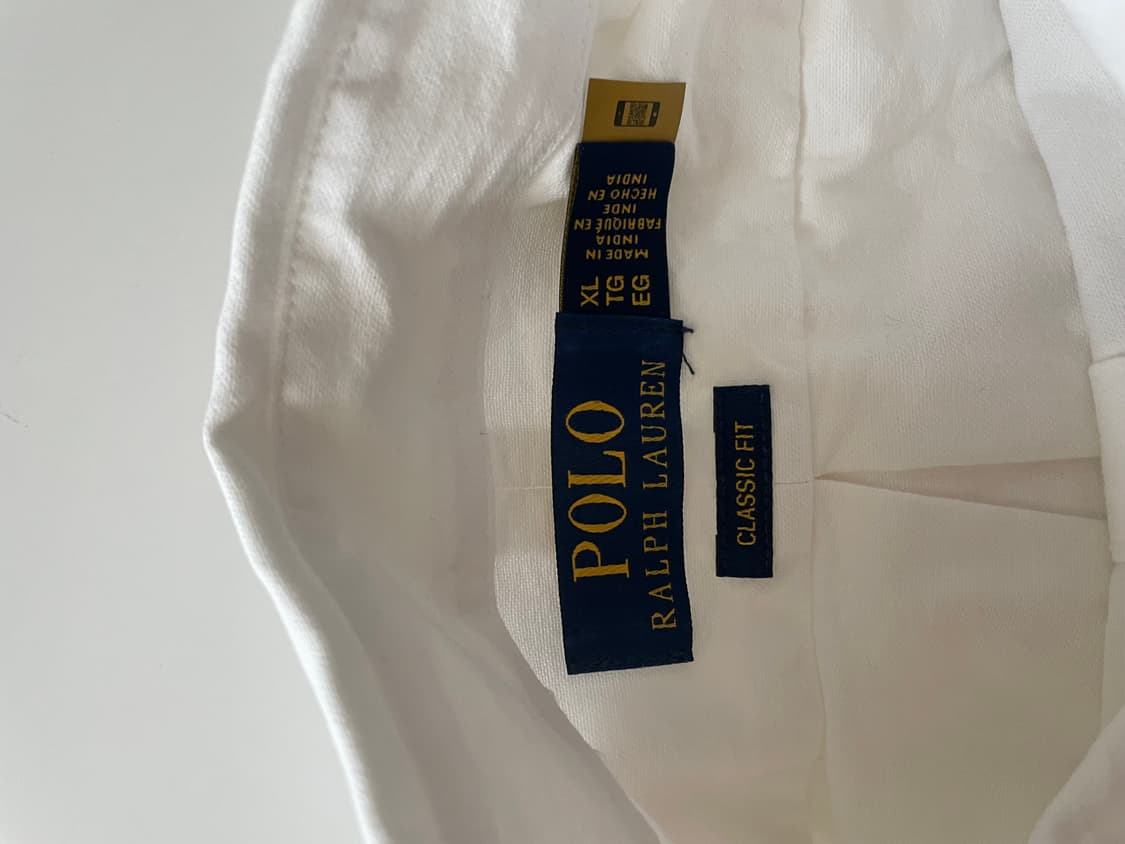 POLO
RALPH LAUREN
XL
TG
EG
MADE IN
INDIA
FABRIQUÉ EN
INDE
HECHO EN
INDIA
CLASSIC FIT